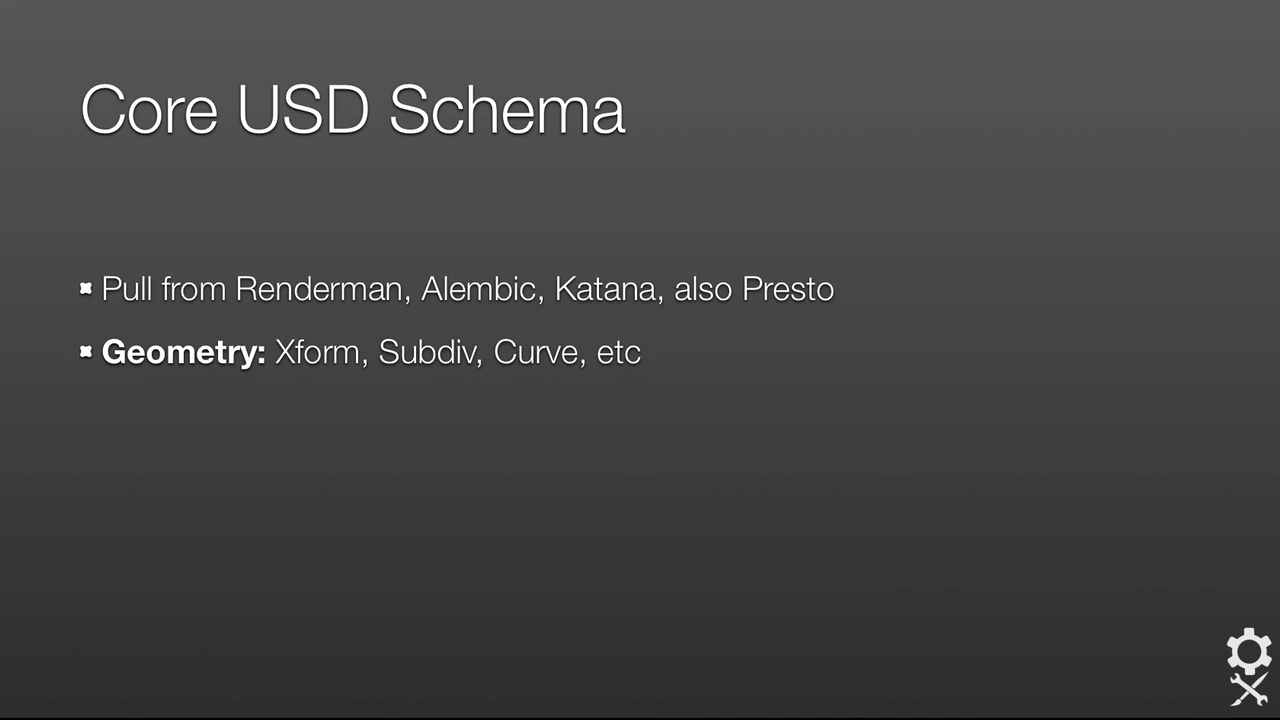 Core USD Schema
Pull from Renderman, Alembic, Katana, also Presto
Geometry: Xform, Subdiv, Curve, etc